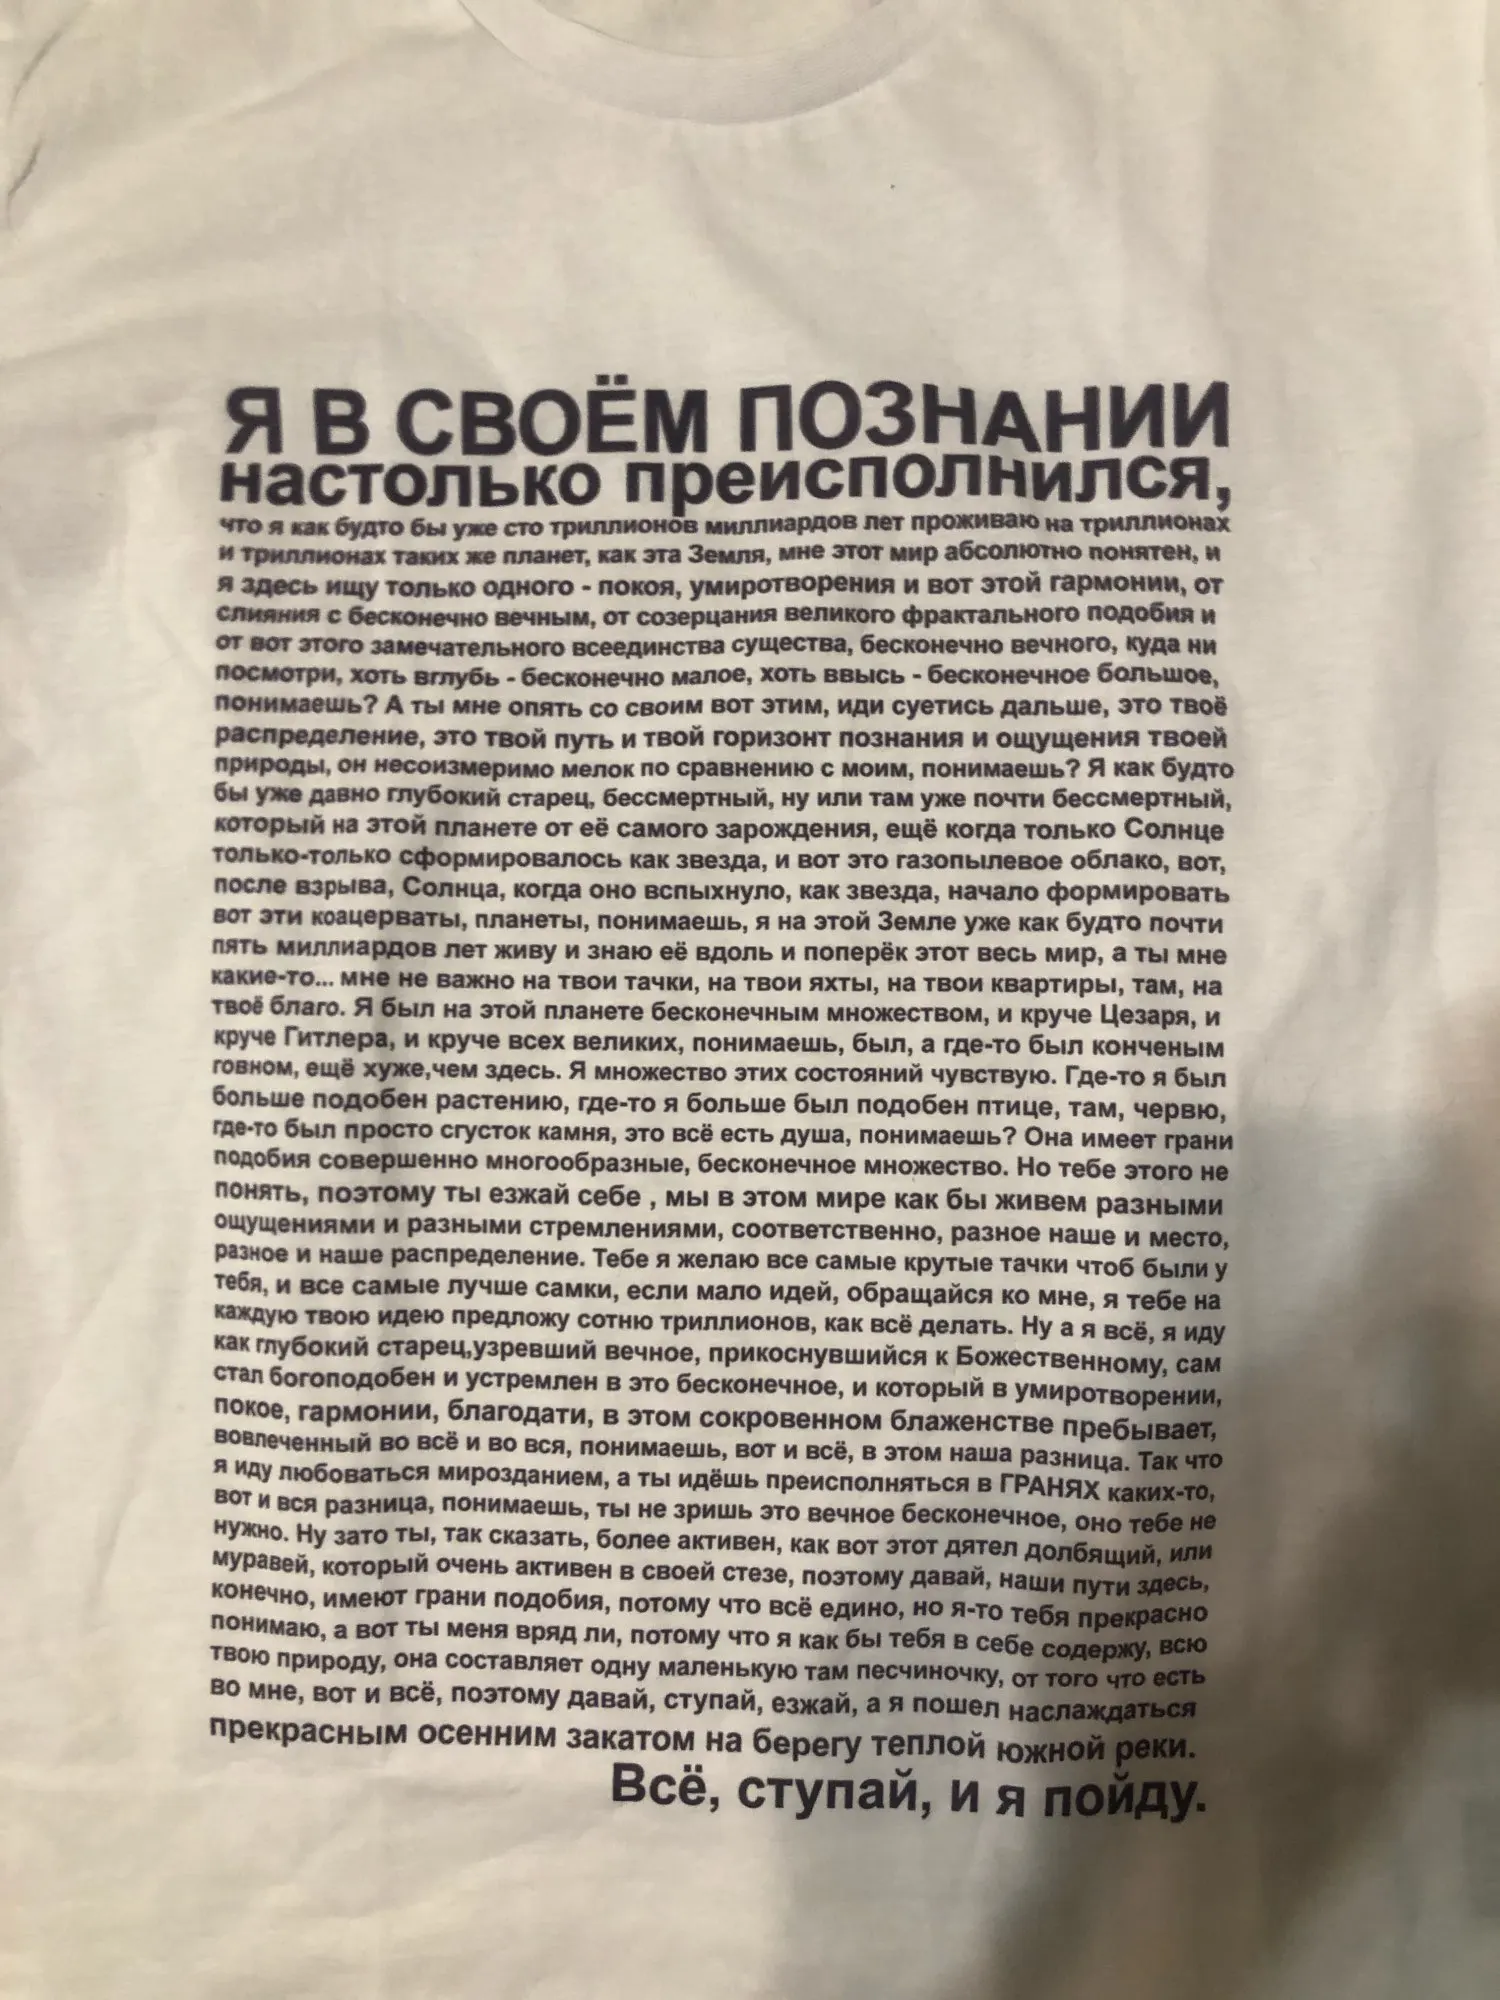 Я В СВОЁМ ПОЗНАНИИ
настолько преисполнился,
что я как будто бы уже сто триллионов миллиардов лет проживаю на триллионах
и триллионах таких же планет, как эта Земля, мне этот мир абсолютно понятен, и
я здесь ищу только одного - покоя, умиротворения и вот этой гармонии, от
слияния с бесконечно вечным, от созерцания великого фрактального подобия и
от вот этого замечательного всеединства существа, бесконечно вечного, куда ни
посмотри, хоть вглубь - бесконечно малое, хоть ввысь - бесконечное большое,
понимаешь? А ты мне опять со своим вот этим, иди суетись дальше, это твоё
распределение, это твой путь и твой горизонт познания и ощущения твоей
природы, он несоизмеримо мелок по сравнению с моим, понимаешь? Я как будто
бы уже давно глубокий старец, бессмертный, ну или там уже почти бессмертный,
который на этой планете от её самого зарождения, ещё когда только Солнце
только-только сформировалось как звезда, и вот это газопылевое облако, вот,
после взрыва, Солнца, когда оно вспыхнуло, как звезда, начало формировать
вот эти коацерваты, планеты, понимаешь, я на этой Земле уже как будто почти
пять миллиардов лет живу и знаю её вдоль и поперёк этот весь мир, а ты мне
какие-то... мне не важно на твои тачки, на твои яхты, на твои квартиры, там, на
твоё благо. Я был на этой планете бесконечным множеством, и круче Цезаря, и
круче Гитлера, и круче всех великих, понимаешь, был, а где-то был конченым
говном, ещё хуже,чем здесь. Я множество этих состояний чувствую. Где-то я был
больше подобен растению, где-то я больше был подобен птице, там, червю,
где-то был просто сгусток камня, это всё есть душа, понимаешь? Она имеет грани
подобия совершенно многообразные, бесконечное множество. Но тебе этого не
понять, поэтому ты езжай себе , мы в этом мире как бы живем разными
ощущениями и разными стремлениями, соответственно, разное наше и место,
разное и наше распределение. Тебе я желаю все самые крутые тачки чтоб были у
тебя, и все самые лучше самки, если мало идей, обращайся ко мне, я тебе на
каждую твою идею предложу сотню триллионов, как всё делать. Ну а я всё, я иду
как глубокий старец,узревший вечное, прикоснувшийся к Божественному, сам
стал богоподобен и устремлен в это бесконечное, и который в умиротворении,
покое, гармонии, благодати, в этом сокровенном блаженстве пребывает,
вовлеченный во всё и во вся, понимаешь, вот и всё, в этом наша разница. Так что
я иду любоваться мирозданием, а ты идёшь преисполняться в ГРАНЯХ каких-то,
вот и вся разница, понимаешь, ты не зришь это вечное бесконечное, оно тебе не
нужно. Ну зато ты, так сказать, более активен, как вот этот дятел долбящий, или
муравей, который очень активен в своей стезе, поэтому давай, наши пути здесь,
конечно, имеют грани подобия, потому что всё едино, но я-то тебя прекрасно
понимаю, а вот ты меня вряд ли, потому что я как бы тебя в себе содержу, всю
твою природу, она составляет одну маленькую там песчиночку, от того что есть
во мне, вот и всё, поэтому давай, ступай, езжай, а я пошел наслаждаться
прекрасным осенним закатом на берегу теплой южной реки.
Всё, ступай, и я пойду.